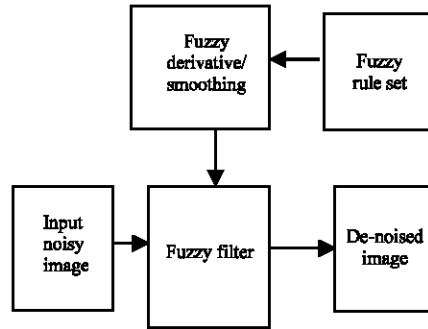 Fuzzy
derivative/
smoothing
Fuzzy
rule set
Input
noisy
image
Fuzzy filter
De-noised
image